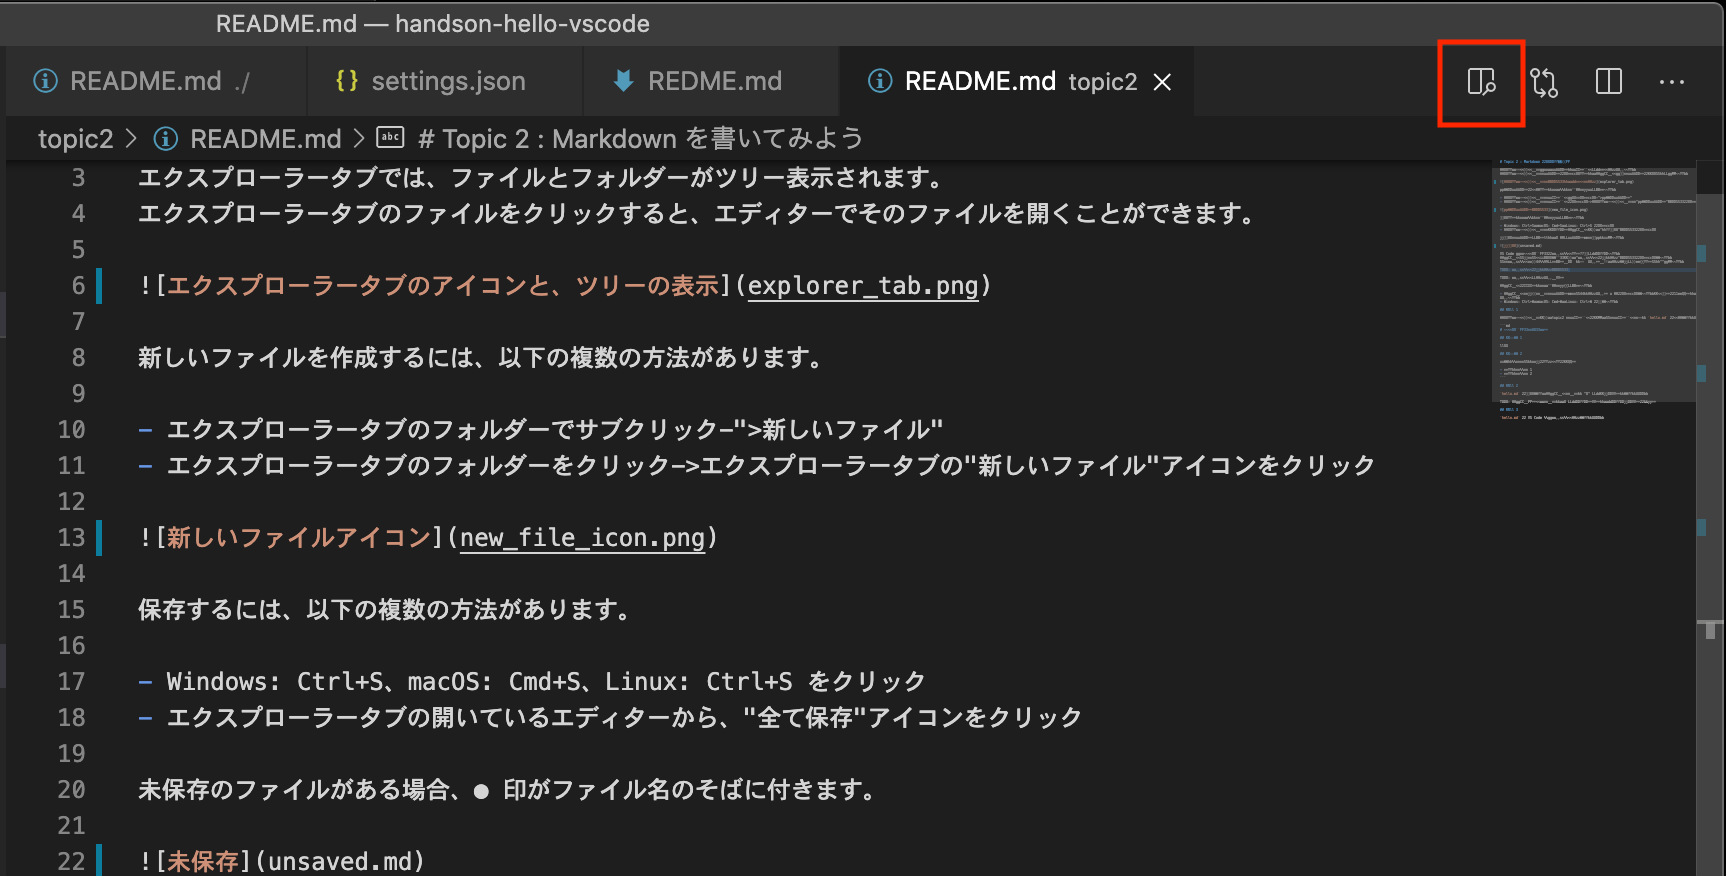 README.md — handson-hello-vscode
README.md ./
{} settings.json
REDME.md
README.md topic2
topic2 > README.md > abc # Topic 2 : Markdown を書いてみよう
3 エクスプローラータブでは、ファイルとフォルダーがツリー表示されます。
4 エクスプローラータブのファイルをクリックすると、エディターでそのファイルを開くことができます。
5
6 ![エクスプローラータブのアイコンと、ツリーの表示](explorer_tab.png)
7
8 新しいファイルを作成するには、以下の複数の方法があります。
9
10 - エクスプローラータブのフォルダーでサブクリック-">新しいファイル"
11 - エクスプローラータブのフォルダーをクリック->エクスプローラータブの"新しいファイル"アイコンをクリック
12
13 ![新しいファイルアイコン](new_file_icon.png)
14
15 保存するには、以下の複数の方法があります。
16
17 - Windows: Ctrl+S、macOS: Cmd+S、Linux: Ctrl+S をクリック
18 - エクスプローラータブの開いているエディターから、"全て保存"アイコンをクリック
19
20 未保存のファイルがある場合、● 印がファイル名のそばに付きます。
21
22 ![未保存](unsaved.md)